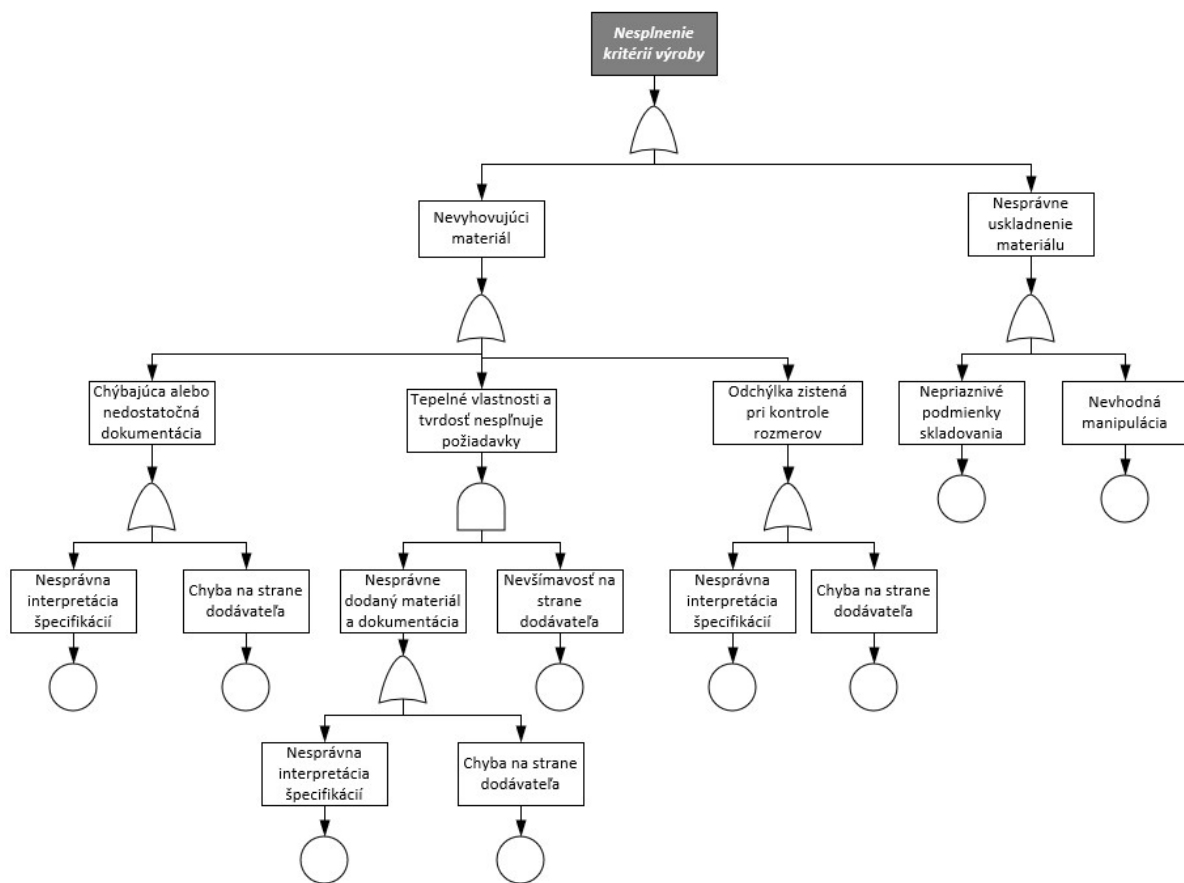 Nesplnenie
kritérií výroby
Nevyhovujúci
materiál
Nesprávne
uskladnenie
materiálu
Chýbajúca alebo
nedostatočná
dokumentácia
Tepelné vlastnosti a
tvrdosť nespĺňuje
požiadavky
Odchýlka zistená
pri kontrole
rozmerov
Nepriaznivé
podmienky
skladovania
Nevhodná
manipulácia
Nesprávna
interpretácia
špecifikácií
Chyba na strane
dodávateľa
Nesprávne
dodaný materiál
a dokumentácia
Nevšímavosť na
strane
dodávateľa
Nesprávna
interpretácia
špecifikácií
Chyba na strane
dodávateľa
Nesprávna
interpretácia
špecifikácií
Chyba na strane
dodávateľa